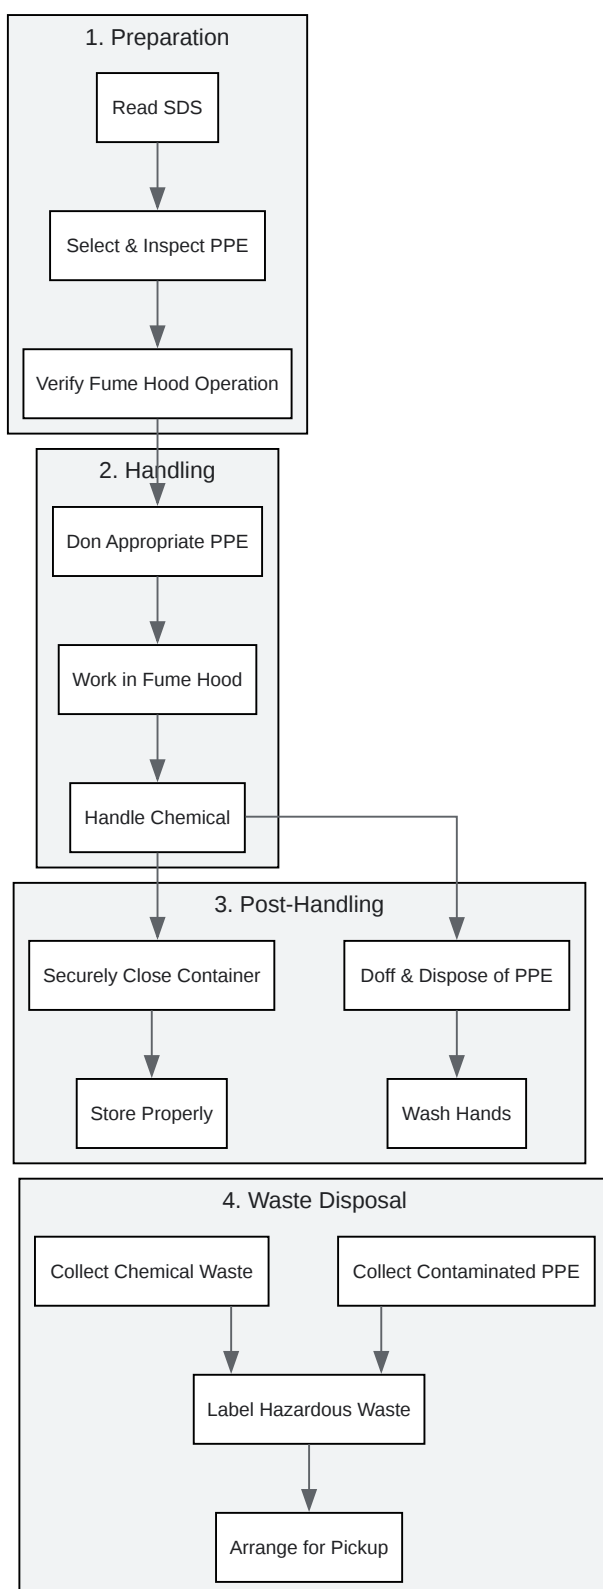 1. Preparation
Read SDS
Select & Inspect PPE
Verify Fume Hood Operation
2. Handling
Don Appropriate PPE
Work in Fume Hood
Handle Chemical
3. Post-Handling
Securely Close Container
Doff & Dispose of PPE
Store Properly
Wash Hands
4. Waste Disposal
Collect Chemical Waste
Collect Contaminated PPE
Label Hazardous Waste
Arrange for Pickup